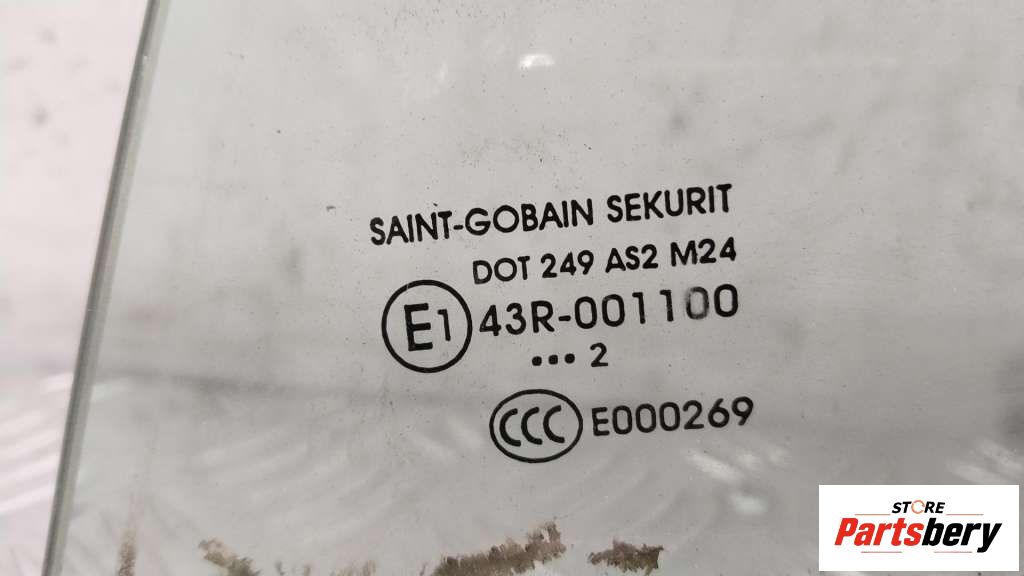 SAINT-GOBAIN SEKURIT
DOT 249 AS2 M24
E1 43R-001100
••• 2
CCC E000269
STORE
Partsbery